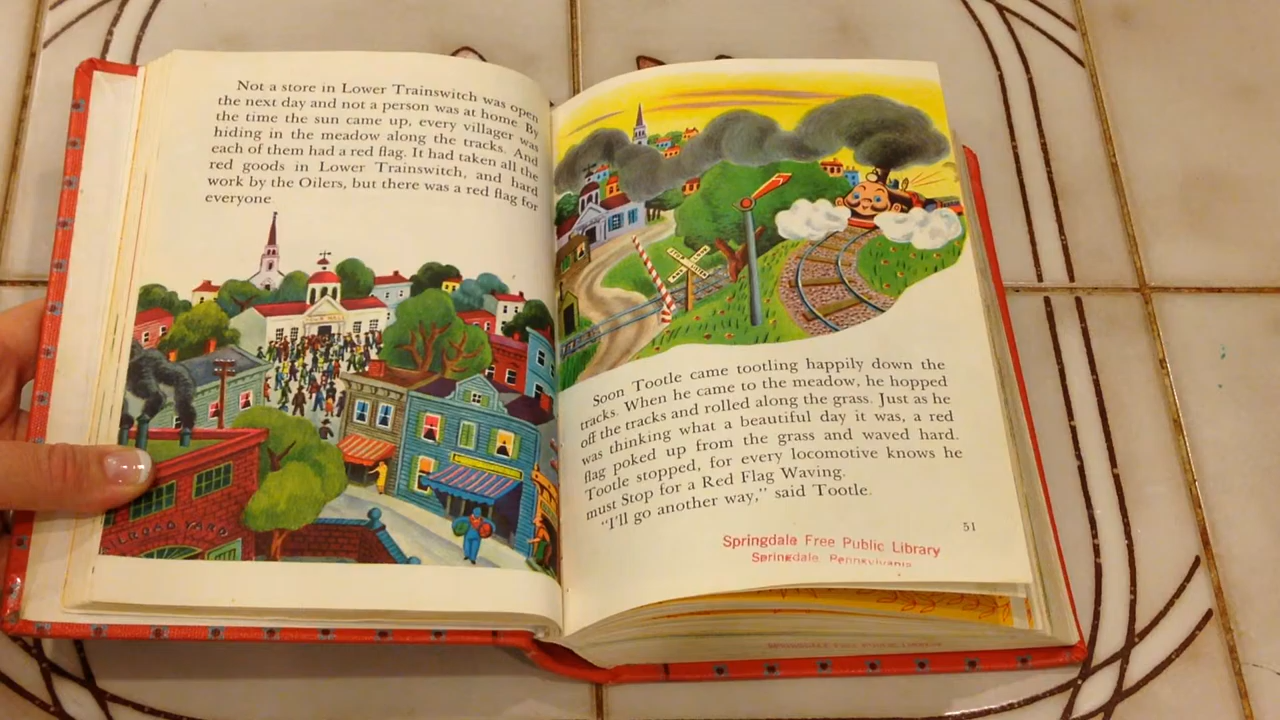 Not a store in Lower Trainswitch was open
the next day and not a person was at home. By
the time the sun came up, every villager was
hiding in the meadow along the tracks. And
each of them had a red flag. It had taken all the
red goods in Lower Trainswitch, and hard
work by the Oilers, but there was a red flag for
everyone
RAILROAD YARD
Soon Tootle came tootling happily down the
tracks. When he came to the meadow, he hopped
off the tracks and rolled along the grass. Just as he
was thinking what a beautiful day it was, a red
flag poked up from the grass and waved hard.
Tootle stopped, for every locomotive knows he
must Stop for a Red Flag Waving.
"I'll go another way," said Tootle.
51
Springdale Free Public Library
Springdale, Pennsylvania